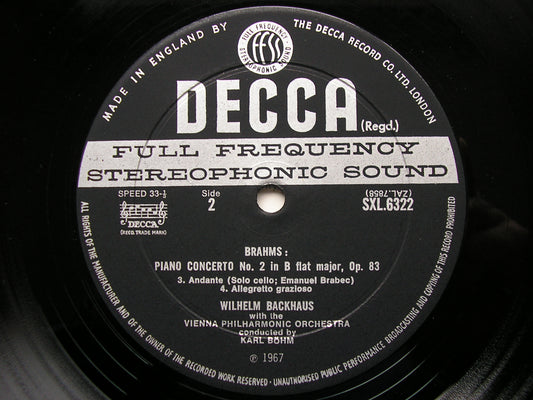 MADE IN ENGLAND BY
THE DECCA RECORD CO. LTD. LONDON
FULL FREQUENCY
ffss
STEREOPHONIC SOUND
DECCA
(Regd.)
FULL FREQUENCY
STEREOPHONIC SOUND
SPEED 33-⅓
Side
2
(ZAL.7858)
SXL.6322
DECCA
(REGD. TRADE MARK)
BRAHMS :
PIANO CONCERTO No. 2 in B flat major, Op. 83
3. Andante (Solo cello; Emanuel Brabec)
4. Allegretto grazioso
WILHELM BACKHAUS
with the
VIENNA PHILHARMONIC ORCHESTRA
conducted by
KARL BÖHM
℗ 1967
ALL RIGHTS OF THE MANUFACTURER AND OF THE OWNER OF THE RECORDED WORK RESERVED · UNAUTHORISED PUBLIC PERFORMANCE BROADCASTING AND COPYING OF THIS RECORD PROHIBITED